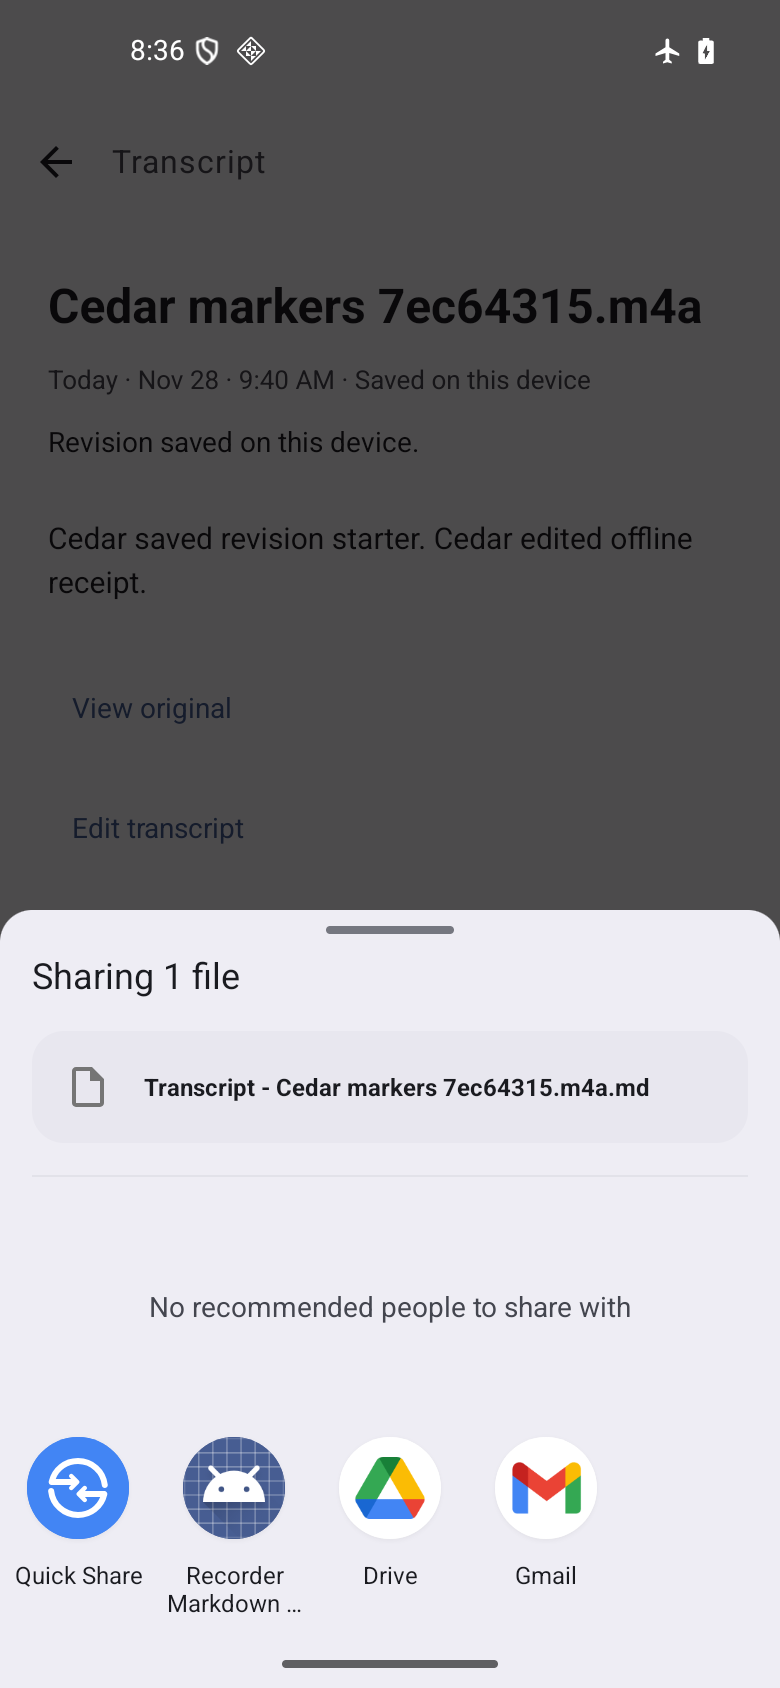 8:36
Transcript
Cedar markers 7ec64315.m4a
Today · Nov 28 · 9:40 AM · Saved on this device
Revision saved on this device.
Cedar saved revision starter. Cedar edited offline
receipt.
View original
Edit transcript
Sharing 1 file
Transcript - Cedar markers 7ec64315.m4a.md
No recommended people to share with
Quick Share
Recorder
Markdown ...
Drive
Gmail